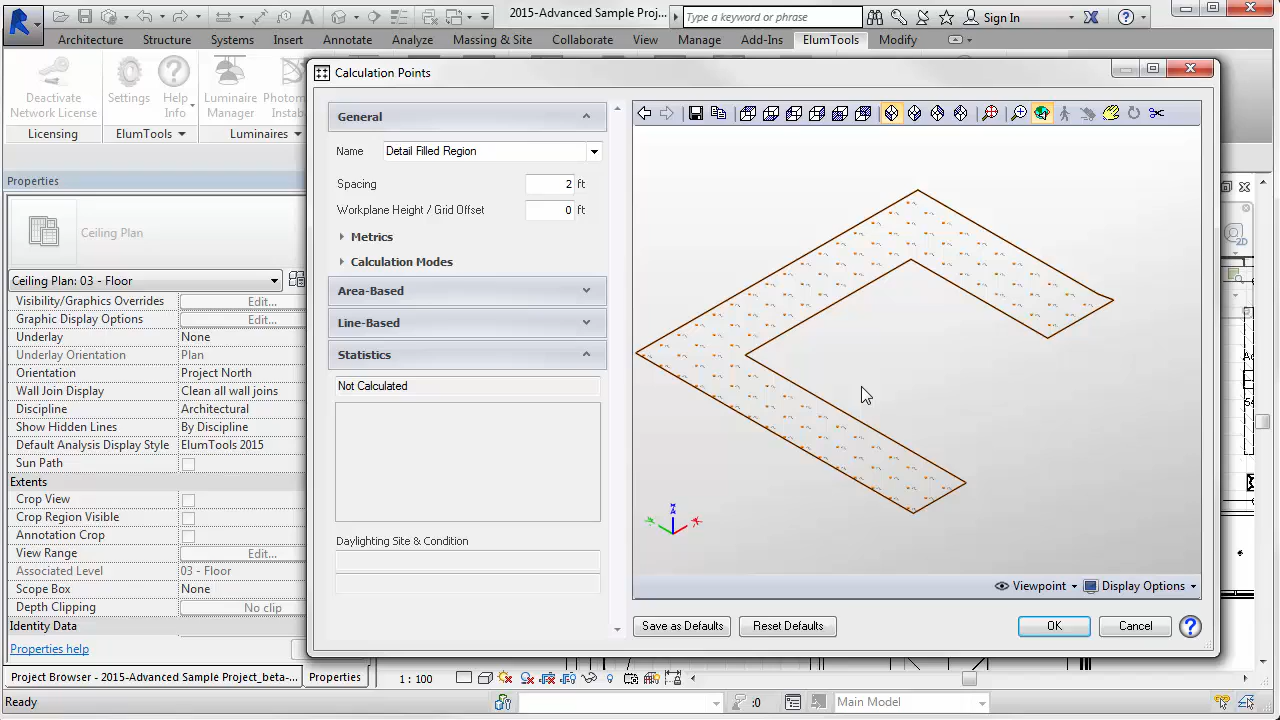 2015-Advanced Sample Proj...
Type a keyword or phrase
Sign In
Architecture Structure Systems Insert Annotate Analyze Massing & Site Collaborate View Manage Add-Ins ElumTools Modify
Deactivate
Network License
Settings
Help
Info
Luminaire
Manager
Licensing
ElumTools
Luminaires
Calculation Points
General
Name Detail Filled Region
Spacing 2 ft
Workplane Height / Grid Offset 0 ft
Metrics
Calculation Modes
Area-Based
Line-Based
Statistics
Not Calculated
Daylighting Site & Condition
Z
Viewpoint
Display Options
Save as Defaults
Reset Defaults
OK
Cancel
Properties
Ceiling Plan
Ceiling Plan: 03 - Floor
Visibility/Graphics Overrides Edit...
Graphic Display Options Edit...
Underlay None
Underlay Orientation Plan
Orientation Project North
Wall Join Display Clean all wall joins
Discipline Architectural
Show Hidden Lines By Discipline
Default Analysis Display Style ElumTools 2015
Sun Path
Extents
Crop View
Crop Region Visible
Annotation Crop
View Range Edit...
Associated Level 03 - Floor
Scope Box None
Depth Clipping No clip
Identity Data
Properties help
Project Browser - 2015-Advanced Sample Project_beta-...
Properties
1 : 100
Ready
:0
Main Model